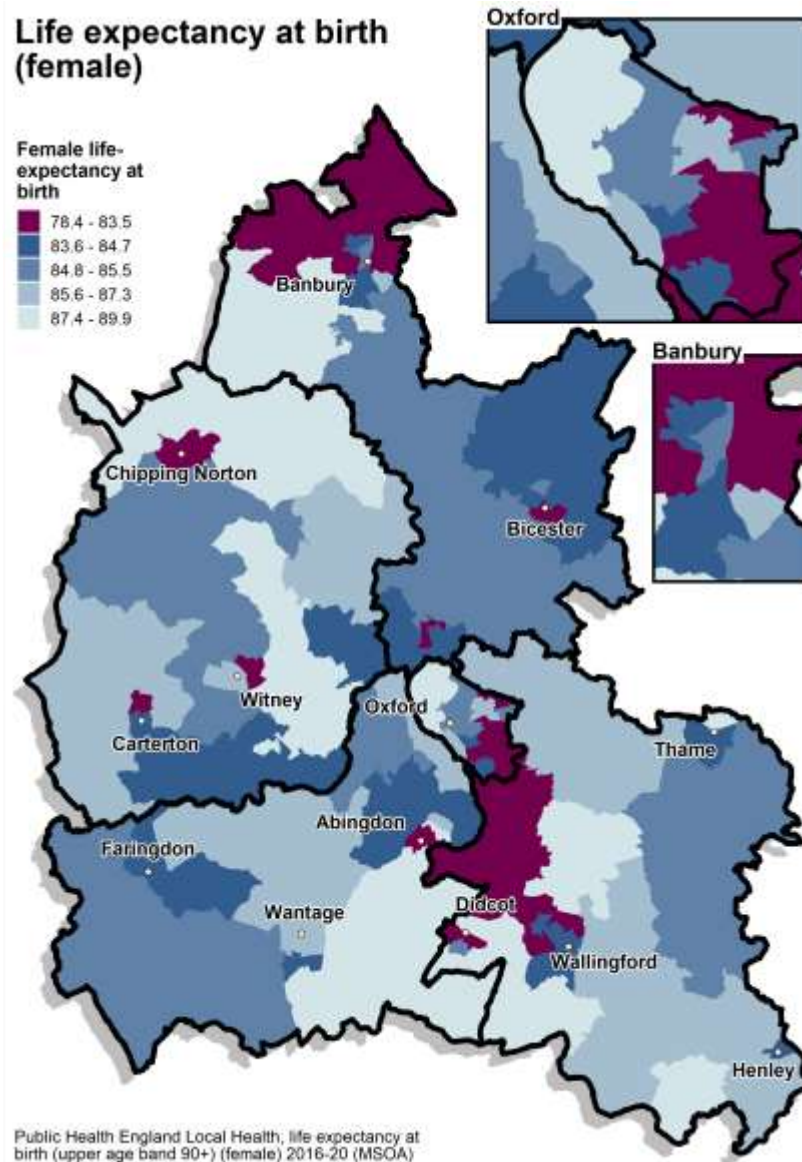 Life expectancy at birth
(female)
Oxford
Female life-
expectancy at
birth
78.4 - 83.5
83.6 - 84.7
84.8 - 85.5
85.6 - 87.3
87.4 - 89.9
Banbury
Banbury
Chipping Norton
Bicester
Witney
Oxford
Carterton
Thame
Abingdon
Faringdon
Didcot
Wantage
Wallingford
Henley
Public Health England Local Health, life expectancy at
birth (upper age band 90+) (female) 2016-20 (MSOA)